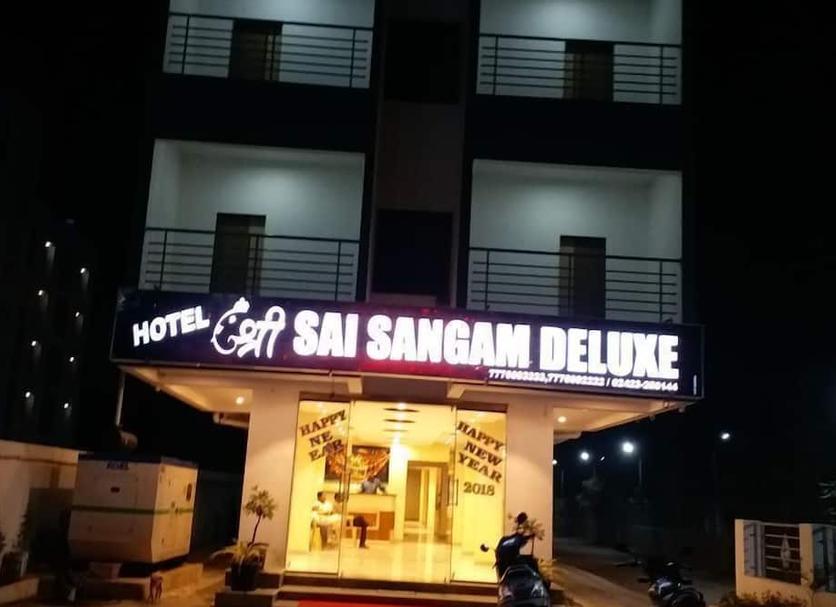 HOTEL श्री SAI SANGAM DELUXE
HAPPY
NE
EAR
HAPPY
NEW
YEAR
2018